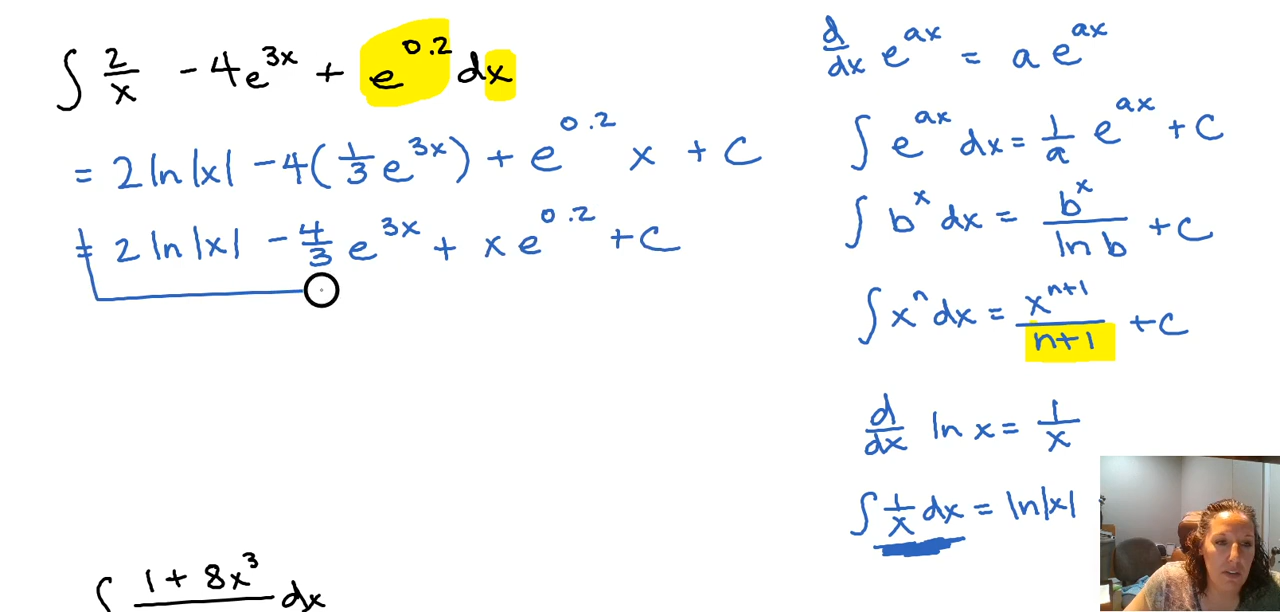 ∫ 2/x - 4e^{3x} + e^{0.2} dx
= 2 ln|x| - 4(1/3 e^{3x}) + e^{0.2} x + C
= 2 ln|x| - 4/3 e^{3x} + x e^{0.2} + C
∫ 1 + 8x^3 dx
d/dx e^{ax} = a e^{ax}
∫ e^{ax} dx = 1/a e^{ax} + C
∫ b^x dx = b^x / ln b + C
∫ x^n dx = x^{n+1} / n+1 + C
d/dx ln x = 1/x
∫ 1/x dx = ln|x|